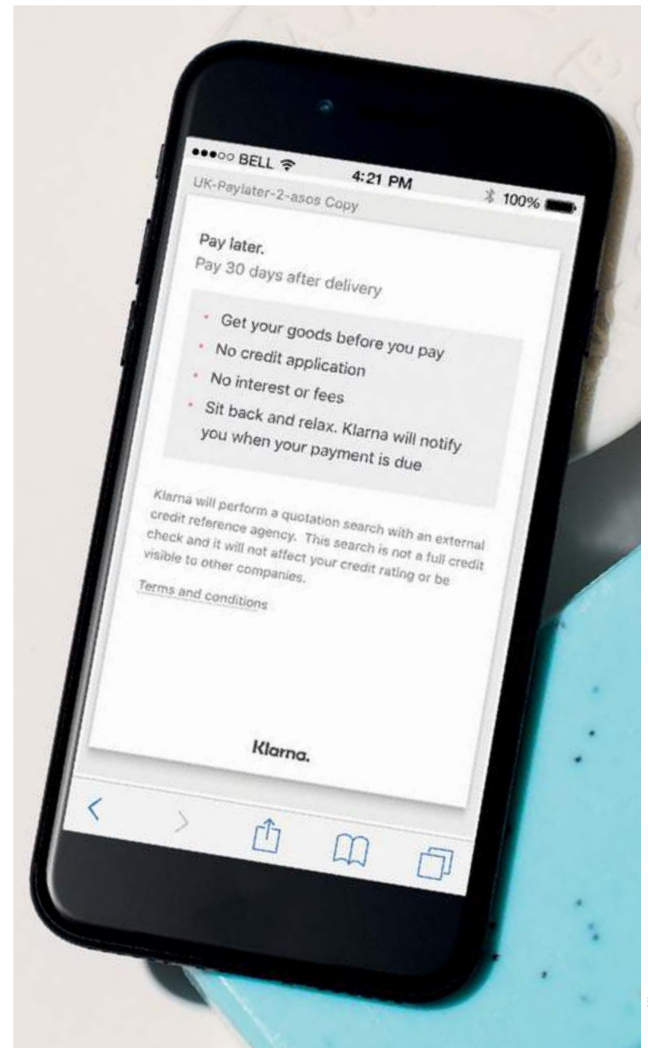 BELL 4:21 PM 100%
UK-Paylater-2-asos Copy
Pay later.
Pay 30 days after delivery
Get your goods before you pay
No credit application
No interest or fees
Sit back and relax. Klarna will notify
you when your payment is due
Klarna will perform a quotation search with an external
credit reference agency. This search is not a full credit
check and it will not affect your credit rating or be
visible to other companies.
Terms and conditions
Klarna.